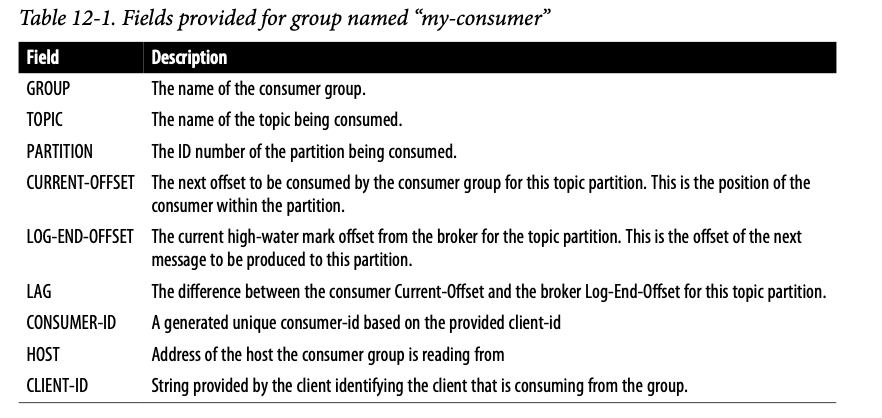 Table 12-1. Fields provided for group named “my-consumer”
Field Description
GROUP The name of the consumer group.
TOPIC The name of the topic being consumed.
PARTITION The ID number of the partition being consumed.
CURRENT-OFFSET The next offset to be consumed by the consumer group for this topic partition. This is the position of the
consumer within the partition.
LOG-END-OFFSET The current high-water mark offset from the broker for the topic partition. This is the offset of the next
message to be produced to this partition.
LAG The difference between the consumer Current-Offset and the broker Log-End-Offset for this topic partition.
CONSUMER-ID A generated unique consumer-id based on the provided client-id
HOST Address of the host the consumer group is reading from
CLIENT-ID String provided by the client identifying the client that is consuming from the group.